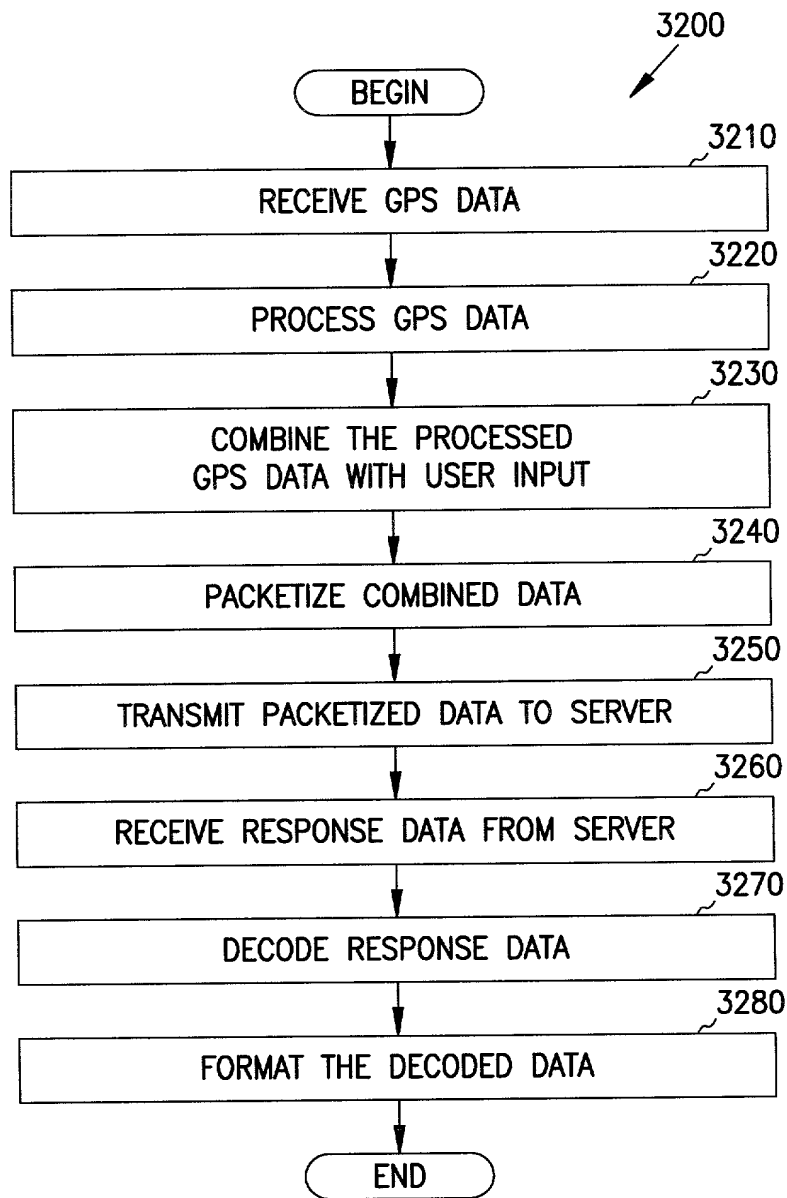 3200
BEGIN
3210
RECEIVE GPS DATA
3220
PROCESS GPS DATA
3230
COMBINE THE PROCESSED
GPS DATA WITH USER INPUT
3240
PACKETIZE COMBINED DATA
3250
TRANSMIT PACKETIZED DATA TO SERVER
3260
RECEIVE RESPONSE DATA FROM SERVER
3270
DECODE RESPONSE DATA
3280
FORMAT THE DECODED DATA
END